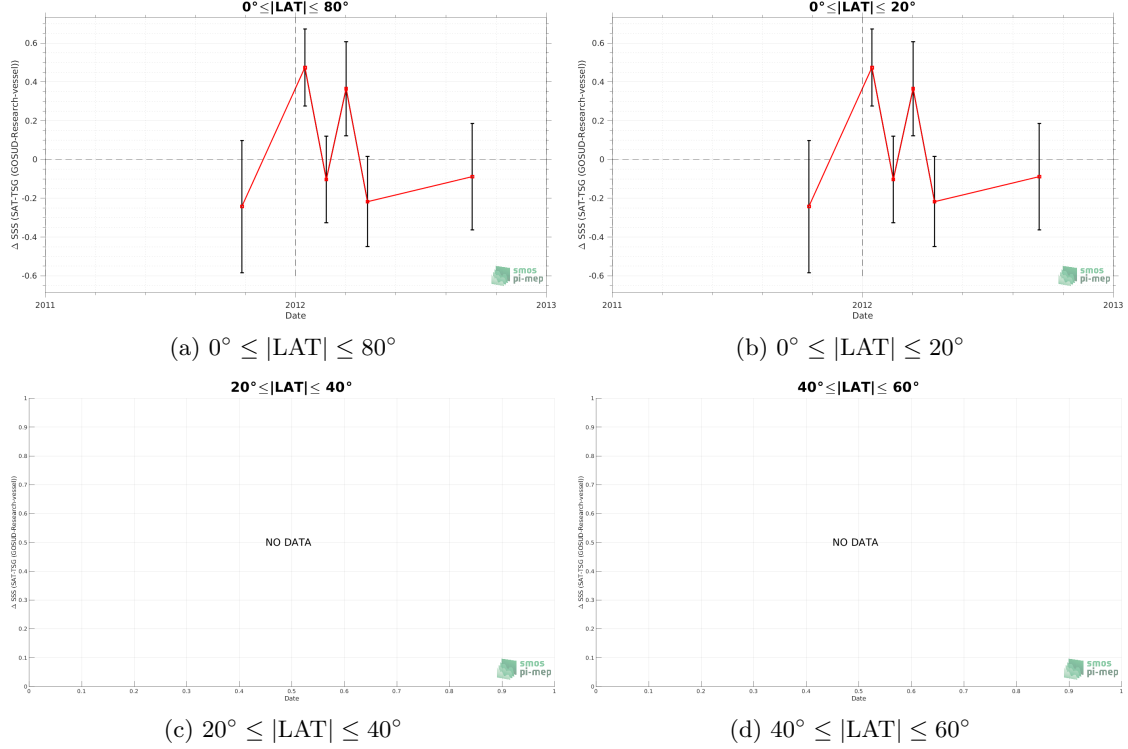 0°≤|LAT|≤ 80°
0.6
0.4
0.2
0
-0.2
-0.4
-0.6
Δ SSS (SAT-TSG (GOSUD-Research-vessel))
2011
2012
2013
Date
smos
pi-mep
(a) 0° ≤ |LAT| ≤ 80°
0°≤|LAT|≤ 20°
0.6
0.4
0.2
0
-0.2
-0.4
-0.6
Δ SSS (SAT-TSG (GOSUD-Research-vessel))
2011
2012
2013
Date
smos
pi-mep
(b) 0° ≤ |LAT| ≤ 20°
20°≤|LAT|≤ 40°
1
0.9
0.8
0.7
0.6
0.5
0.4
0.3
0.2
0.1
0
Δ SSS (SAT-TSG (GOSUD-Research-vessel))
NO DATA
0 0.1 0.2 0.3 0.4 0.5 0.6 0.7 0.8 0.9 1
Date
smos
pi-mep
(c) 20° ≤ |LAT| ≤ 40°
40°≤|LAT|≤ 60°
1
0.9
0.8
0.7
0.6
0.5
0.4
0.3
0.2
0.1
0
Δ SSS (SAT-TSG (GOSUD-Research-vessel))
NO DATA
0 0.1 0.2 0.3 0.4 0.5 0.6 0.7 0.8 0.9 1
Date
smos
pi-mep
(d) 40° ≤ |LAT| ≤ 60°